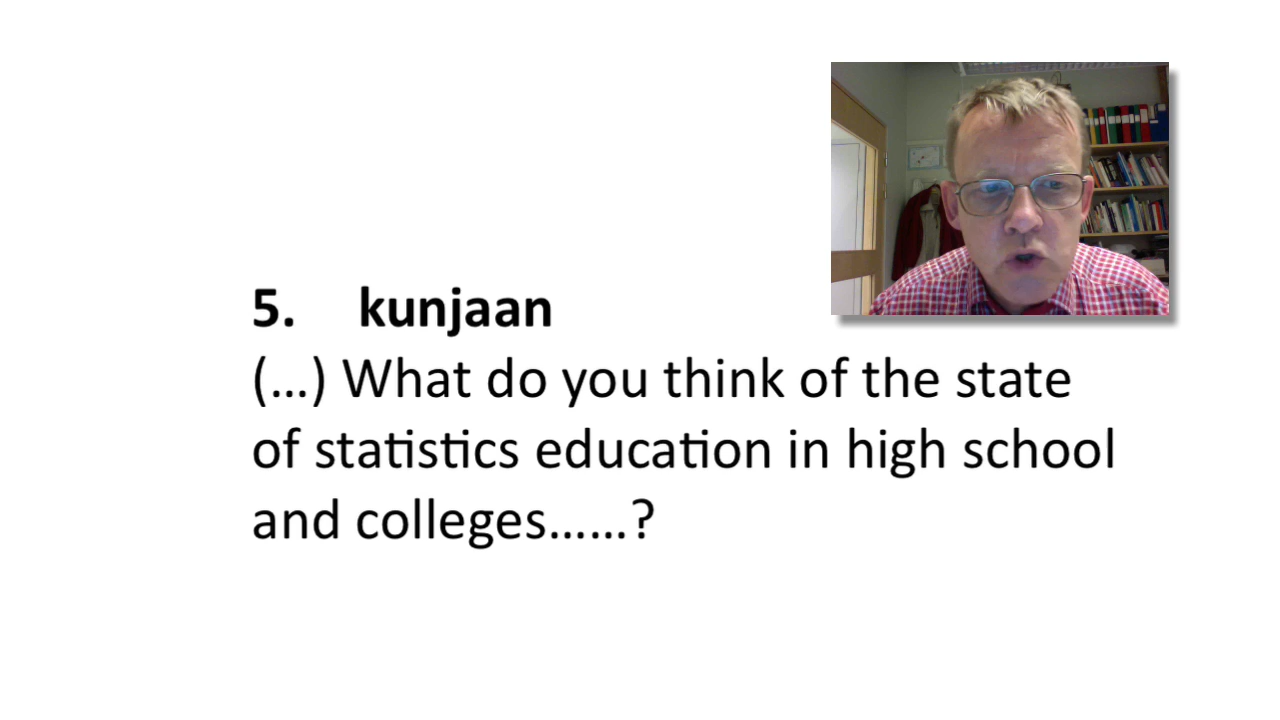 5. kunjaan
(...) What do you think of the state
of statistics education in high school
and colleges......?